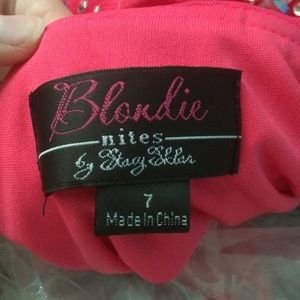 Blondie
nites
by Stacy Sklar
7
Made In China